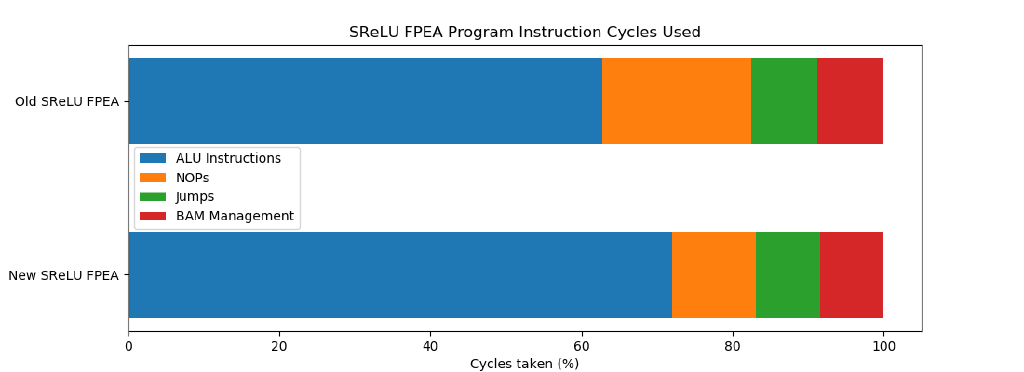 SReLU FPEA Program Instruction Cycles Used
Old SReLU FPEA
ALU Instructions
NOPs
Jumps
BAM Management
New SReLU FPEA
0 20 40 60 80 100
Cycles taken (%)